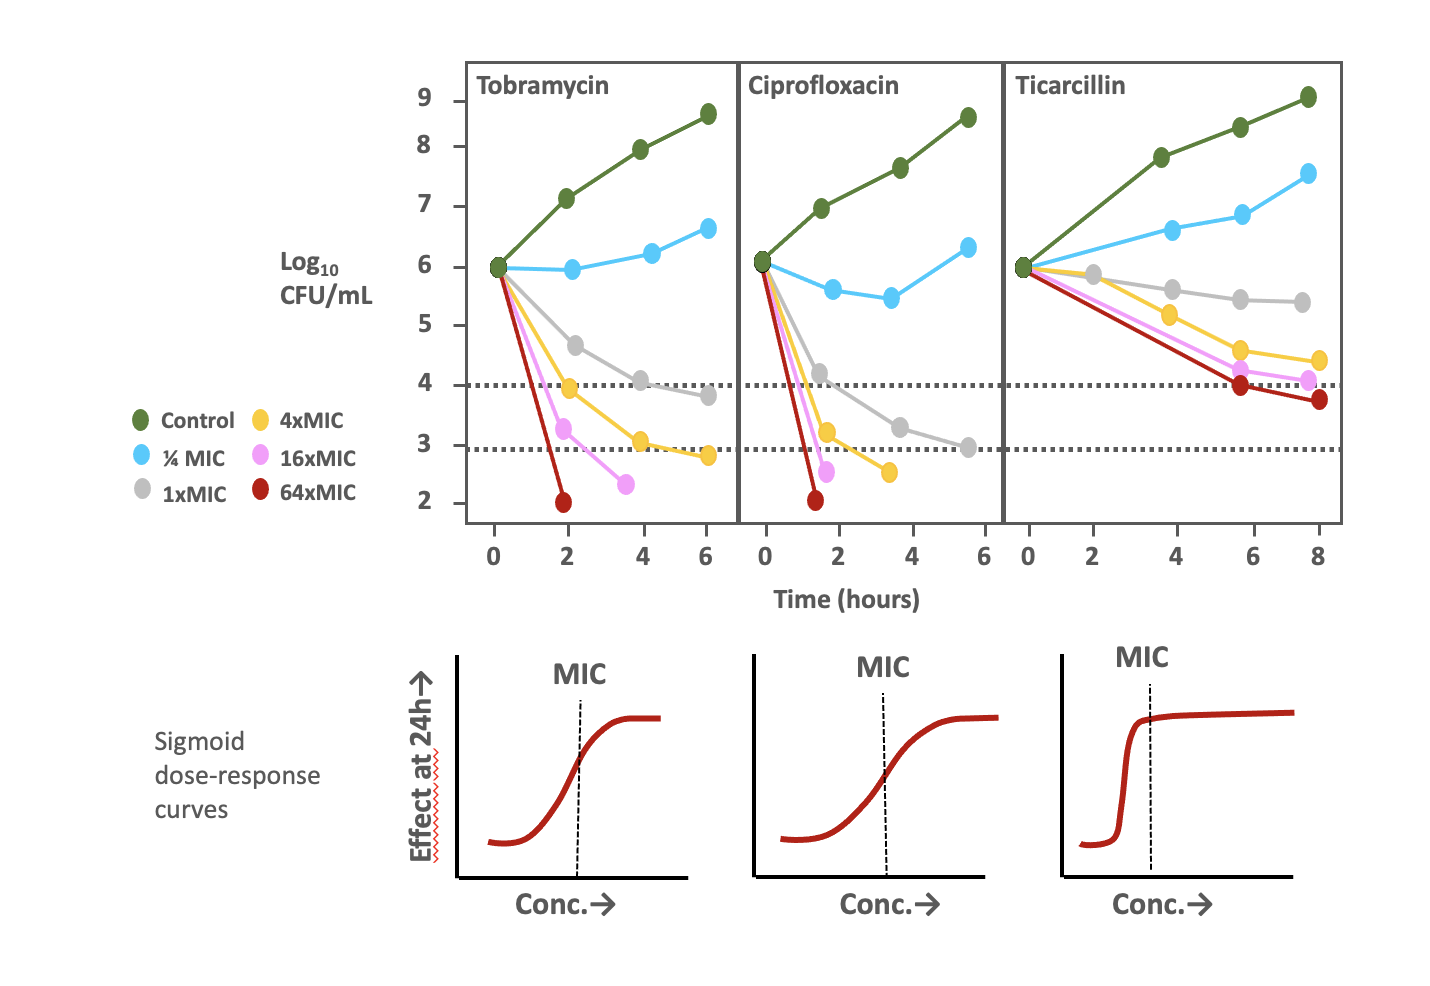 Tobramycin
Ciprofloxacin
Ticarcillin
9
8
7
6
5
4
3
2
Log10
CFU/mL
Control
4xMIC
¼ MIC
16xMIC
1xMIC
64xMIC
0 2 4 6
0 2 4 6
0 2 4 6 8
Time (hours)
MIC
MIC
MIC
Sigmoid
dose-response
curves
Effect at 24h→
Conc.→
Conc.→
Conc.→